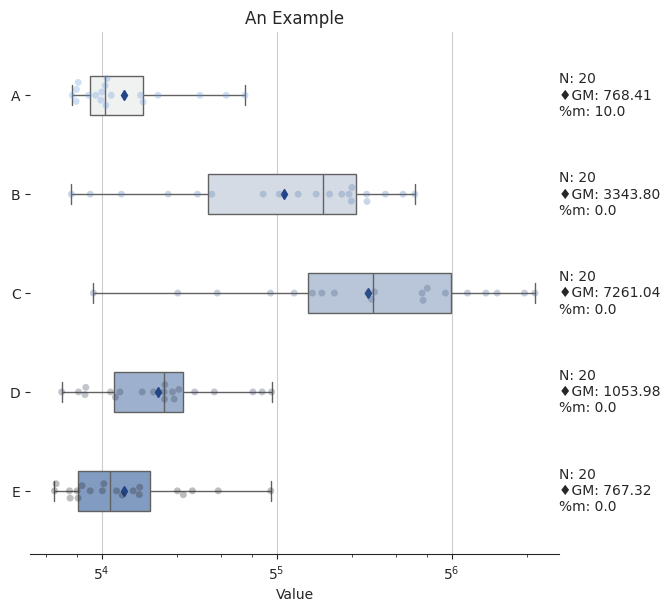 An Example
A
N: 20
♦GM: 768.41
%m: 10.0
B
N: 20
♦GM: 3343.80
%m: 0.0
C
N: 20
♦GM: 7261.04
%m: 0.0
D
N: 20
♦GM: 1053.98
%m: 0.0
E
N: 20
♦GM: 767.32
%m: 0.0
5⁴ 5⁵ 5⁶
Value